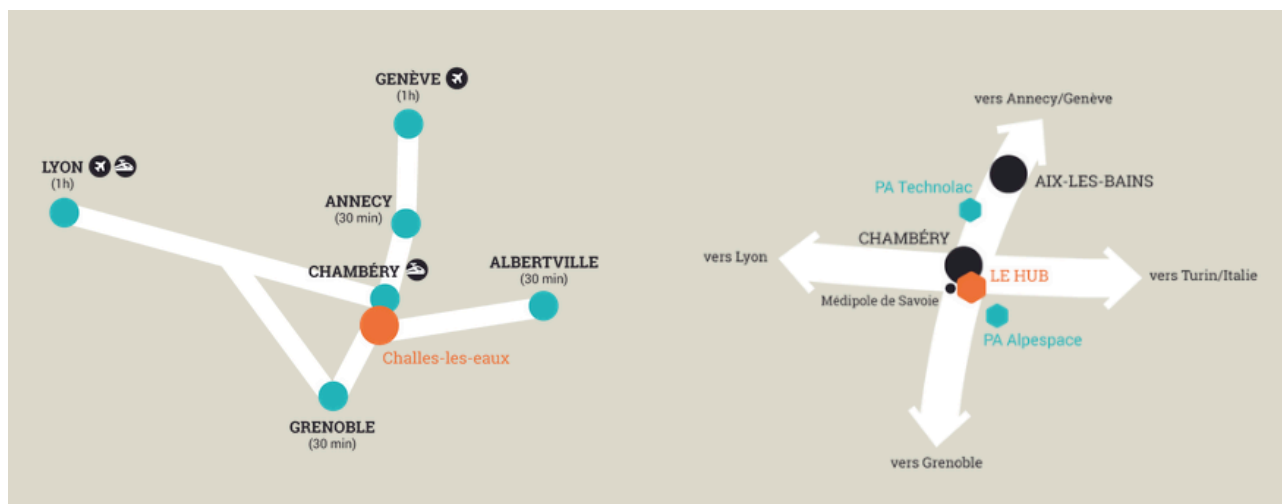 GENÈVE
(1h)
LYON
(1h)
ANNECY
(30 min)
CHAMBÉRY
ALBERTVILLE
(30 min)
Challes-les-eaux
GRENOBLE
(30 min)
vers Annecy/Genève
AIX-LES-BAINS
PA Technolac
CHAMBÉRY
vers Lyon
LE HUB
vers Turin/Italie
Médipole de Savoie
PA Alpespace
vers Grenoble